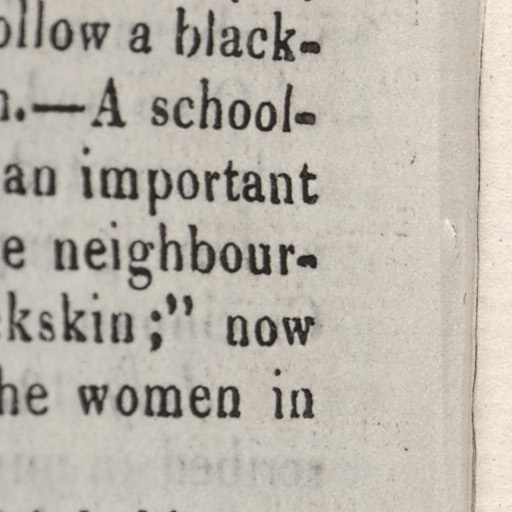 ollow a black-
.—A school-
an important
e neighbour-
kskin;” now
he women in